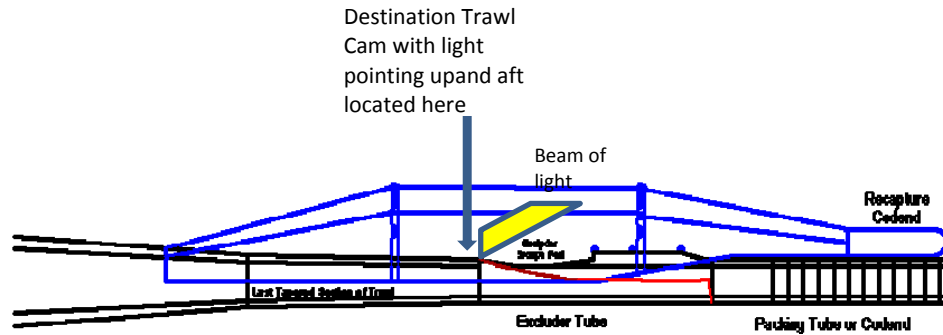 Destination Trawl
Cam with light
pointing upand aft
located here
Beam of
light
Recapture
Codend
Last Tapered Section of Trawl
Excluder Tube
Packing Tube or Codend